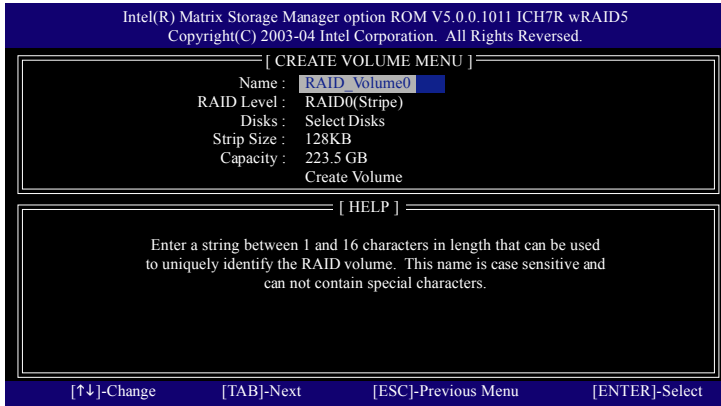 Intel(R) Matrix Storage Manager option ROM V5.0.0.1011 ICH7R wRAID5
Copyright(C) 2003-04 Intel Corporation. All Rights Reversed.
[ CREATE VOLUME MENU ]
Name : RAID_Volume0
RAID Level : RAID0(Stripe)
Disks : Select Disks
Strip Size : 128KB
Capacity : 223.5 GB
Create Volume
[ HELP ]
Enter a string between 1 and 16 characters in length that can be used
to uniquely identify the RAID volume. This name is case sensitive and
can not contain special characters.
[↑↓]-Change [TAB]-Next [ESC]-Previous Menu [ENTER]-Select